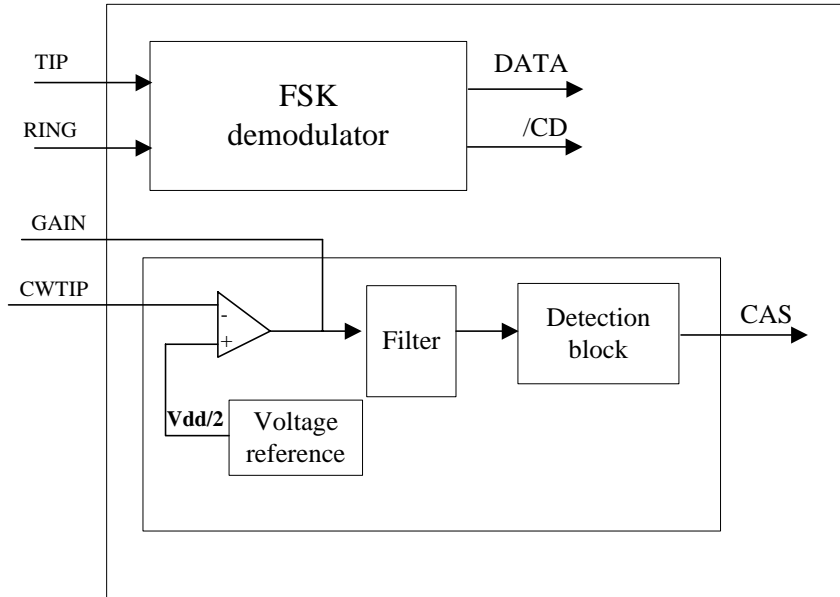 TIP
RING
FSK
demodulator
DATA
/CD
GAIN
CWTIP
-
+
Filter
Detection
block
CAS
Vdd/2
Voltage
reference